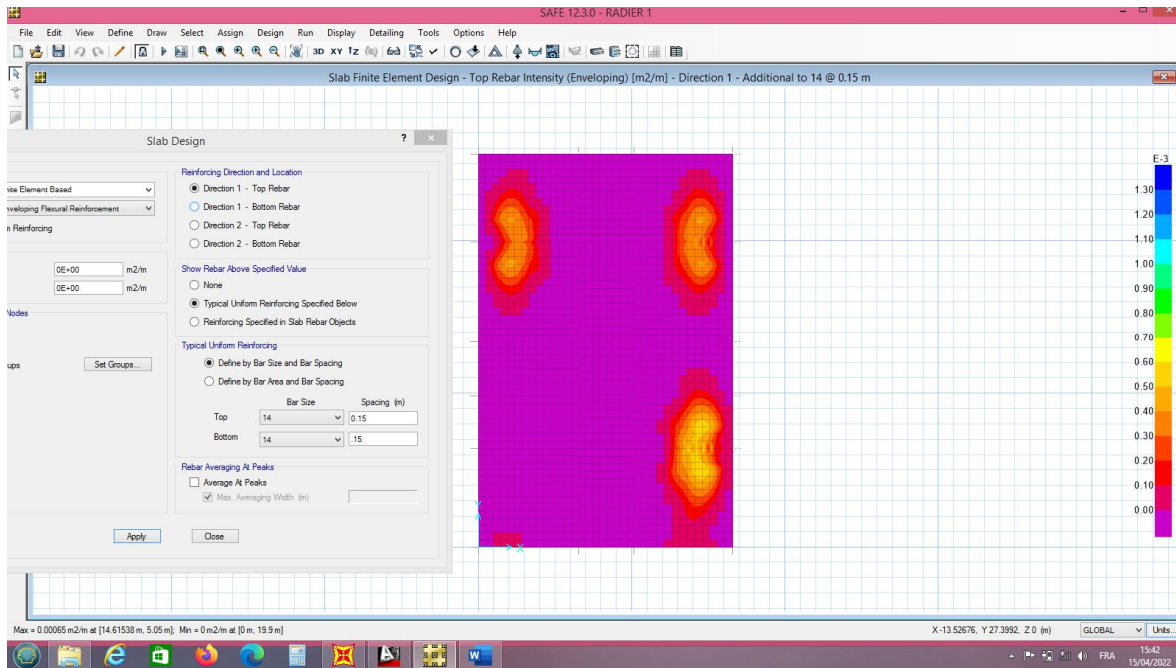 SAFE 12.3.0 - RADIER 1
File Edit View Define Draw Select Assign Design Run Display Detailing Tools Options Help
3D XY 1Z
Slab Finite Element Design - Top Rebar Intensity (Enveloping) [m2/m] - Direction 1 - Additional to 14 @ 0.15 m
Slab Design ?
nite Element Based
nveloping Flexural Reinforcement
n Reinforcing
0E+00 m2/m
0E+00 m2/m
Nodes
ups Set Groups...
Reinforcing Direction and Location
Direction 1 - Top Rebar
Direction 1 - Bottom Rebar
Direction 2 - Top Rebar
Direction 2 - Bottom Rebar
Show Rebar Above Specified Value
None
Typical Uniform Reinforcing Specified Below
Reinforcing Specified in Slab Rebar Objects
Typical Uniform Reinforcing
Define by Bar Size and Bar Spacing
Define by Bar Area and Bar Spacing
Bar Size Spacing (m)
Top 14 0.15
Bottom 14 .15
Rebar Averaging At Peaks
Average At Peaks
Max. Averaging Width (m)
Apply Close
Y
X
E-3
1.30
1.20
1.10
1.00
0.90
0.80
0.70
0.60
0.50
0.40
0.30
0.20
0.10
0.00
Max = 0.00065 m2/m at [14.61538 m, 5.05 m]; Min = 0 m2/m at [0 m, 19.9 m] X -13.52676, Y 27.3992, Z 0 (m) GLOBAL Units...
FRA 15:42
15/04/2022